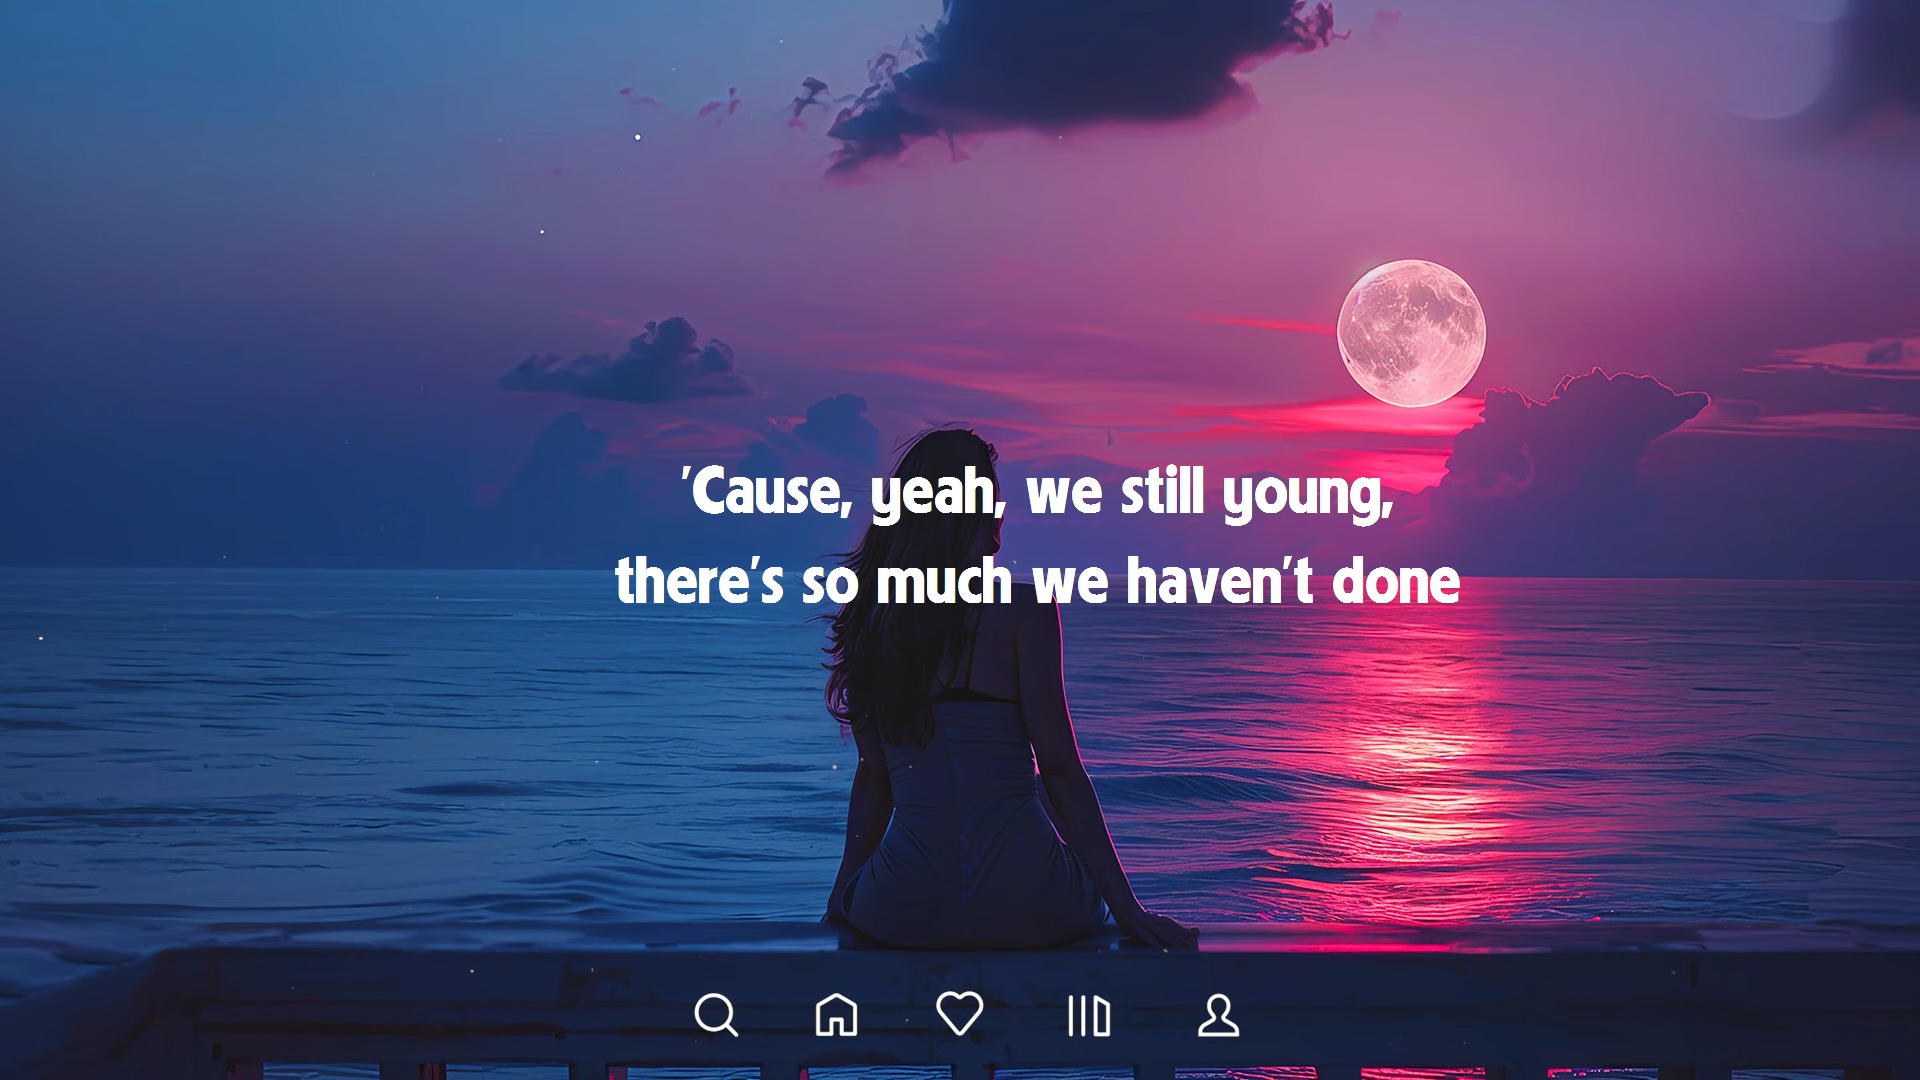 'Cause, yeah, we still young,
there's so much we haven't done